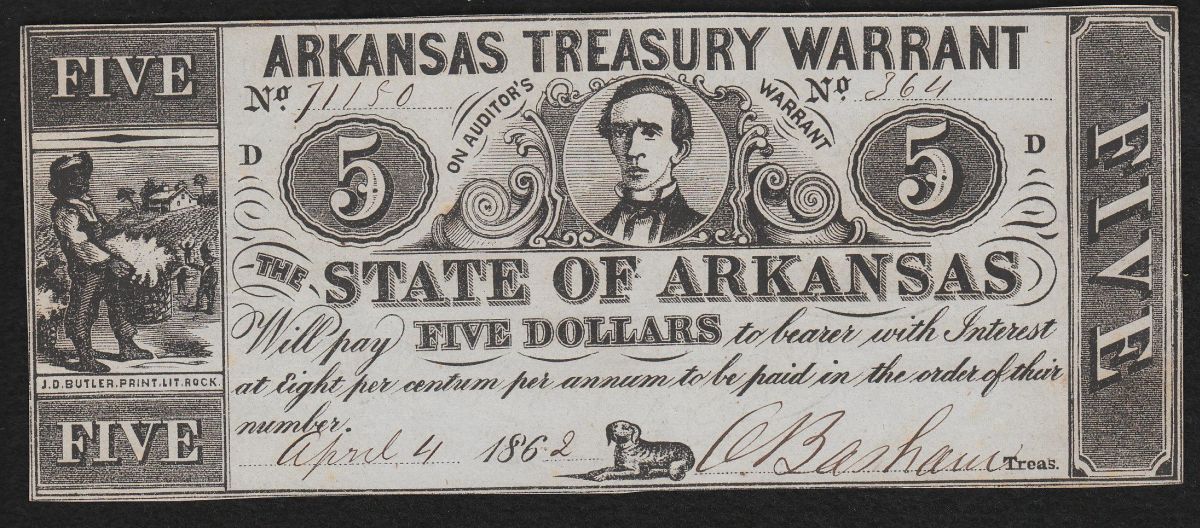 FIVE
ARKANSAS TREASURY WARRANT
No. 71150
ON AUDITOR'S
WARRANT
No. 364
D
5
5
D
FIVE
THE STATE OF ARKANSAS
Will pay FIVE DOLLARS to bearer with Interest
at Eight per centum per annum to be paid in the order of their
number.
J.D. BUTLER. PRINT. LIT. ROCK.
FIVE
April 4 1862
C. Basham Treas.